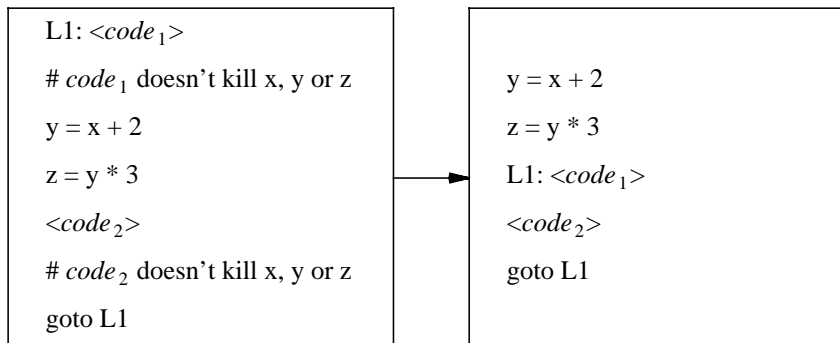 L1: <code₁>
# code₁ doesn't kill x, y or z
y = x + 2
z = y * 3
<code₂>
# code₂ doesn't kill x, y or z
goto L1
y = x + 2
z = y * 3
L1: <code₁>
<code₂>
goto L1